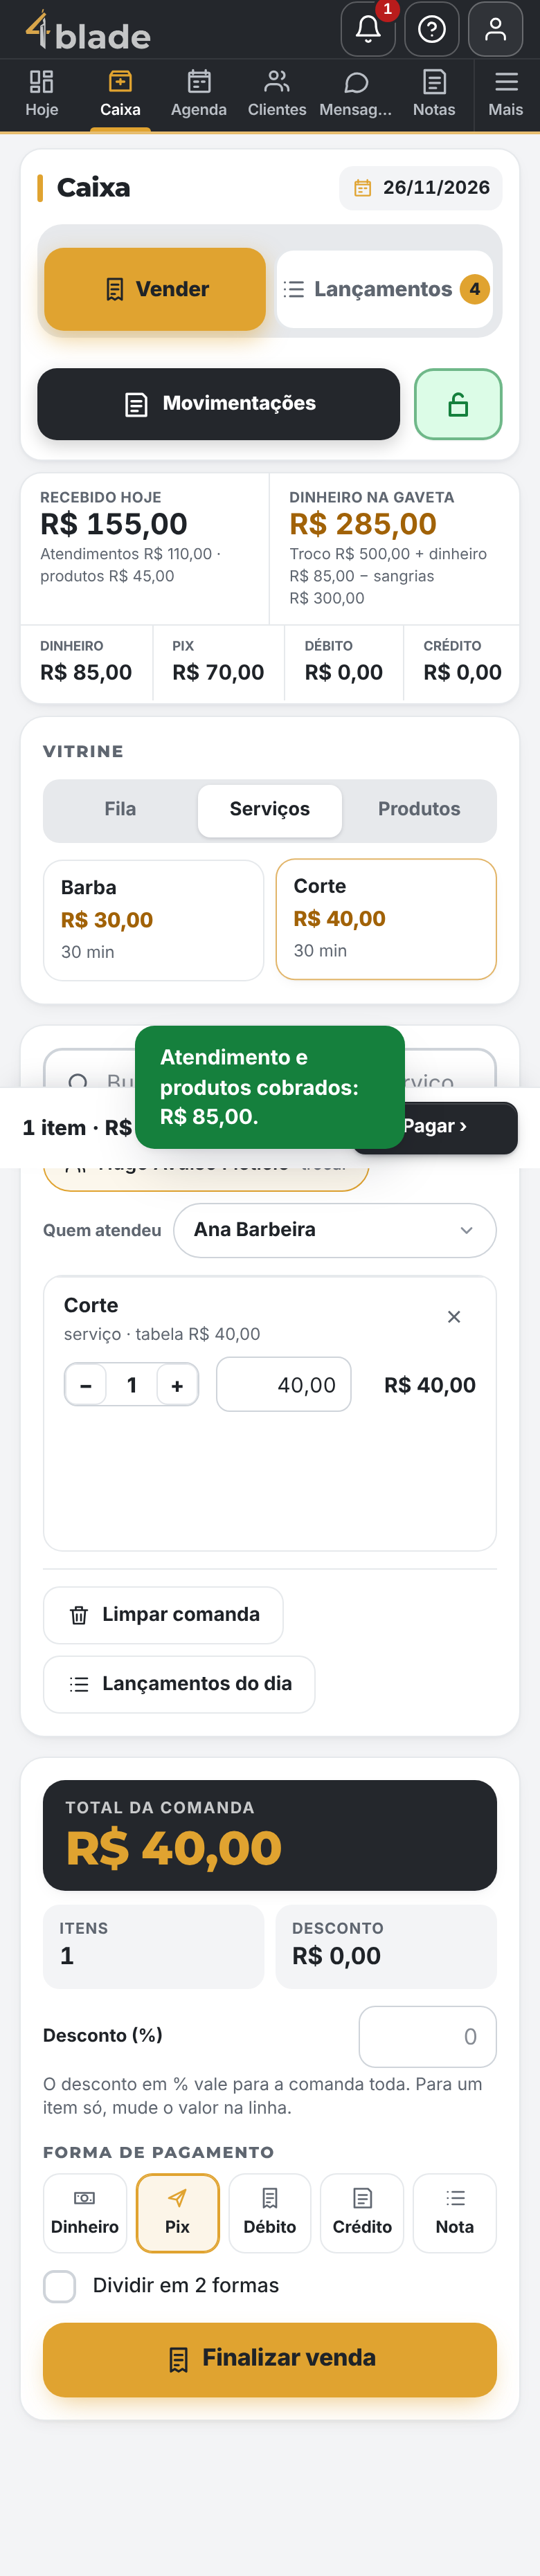 4blade
1
Hoje
Caixa
Agenda
Clientes
Mensag...
Notas
Mais
Caixa
26/11/2026
Vender
Lançamentos 4
Movimentações
RECEBIDO HOJE
R$ 155,00
Atendimentos R$ 110,00 ·
produtos R$ 45,00
DINHEIRO NA GAVETA
R$ 285,00
Troco R$ 500,00 + dinheiro
R$ 85,00 − sangrias
R$ 300,00
DINHEIRO
R$ 85,00
PIX
R$ 70,00
DÉBITO
R$ 0,00
CRÉDITO
R$ 0,00
VITRINE
Fila
Serviços
Produtos
Barba
R$ 30,00
30 min
Corte
R$ 40,00
30 min
Atendimento e
produtos cobrados:
R$ 85,00.
1 item · R$
Pagar ›
Quem atendeu
Ana Barbeira
Corte
serviço · tabela R$ 40,00
×
− 1 +
40,00
R$ 40,00
Limpar comanda
Lançamentos do dia
TOTAL DA COMANDA
R$ 40,00
ITENS
1
DESCONTO
R$ 0,00
Desconto (%)
0
O desconto em % vale para a comanda toda. Para um
item só, mude o valor na linha.
FORMA DE PAGAMENTO
Dinheiro
Pix
Débito
Crédito
Nota
Dividir em 2 formas
Finalizar venda